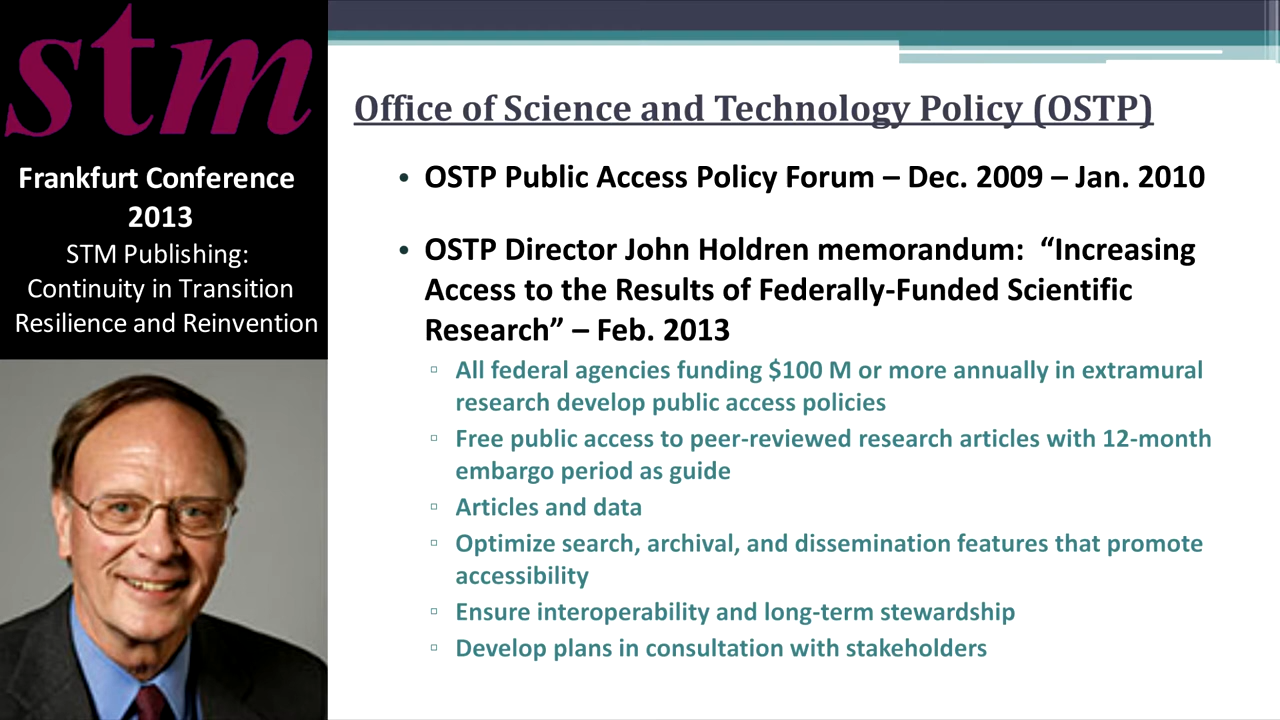 stm
Frankfurt Conference
2013
STM Publishing:
Continuity in Transition
Resilience and Reinvention
Office of Science and Technology Policy (OSTP)
• OSTP Public Access Policy Forum – Dec. 2009 – Jan. 2010
• OSTP Director John Holdren memorandum:  “Increasing
Access to the Results of Federally-Funded Scientific
Research” – Feb. 2013
▫ All federal agencies funding $100 M or more annually in extramural
research develop public access policies
▫ Free public access to peer-reviewed research articles with 12-month
embargo period as guide
▫ Articles and data
▫ Optimize search, archival, and dissemination features that promote
accessibility
▫ Ensure interoperability and long-term stewardship
▫ Develop plans in consultation with stakeholders